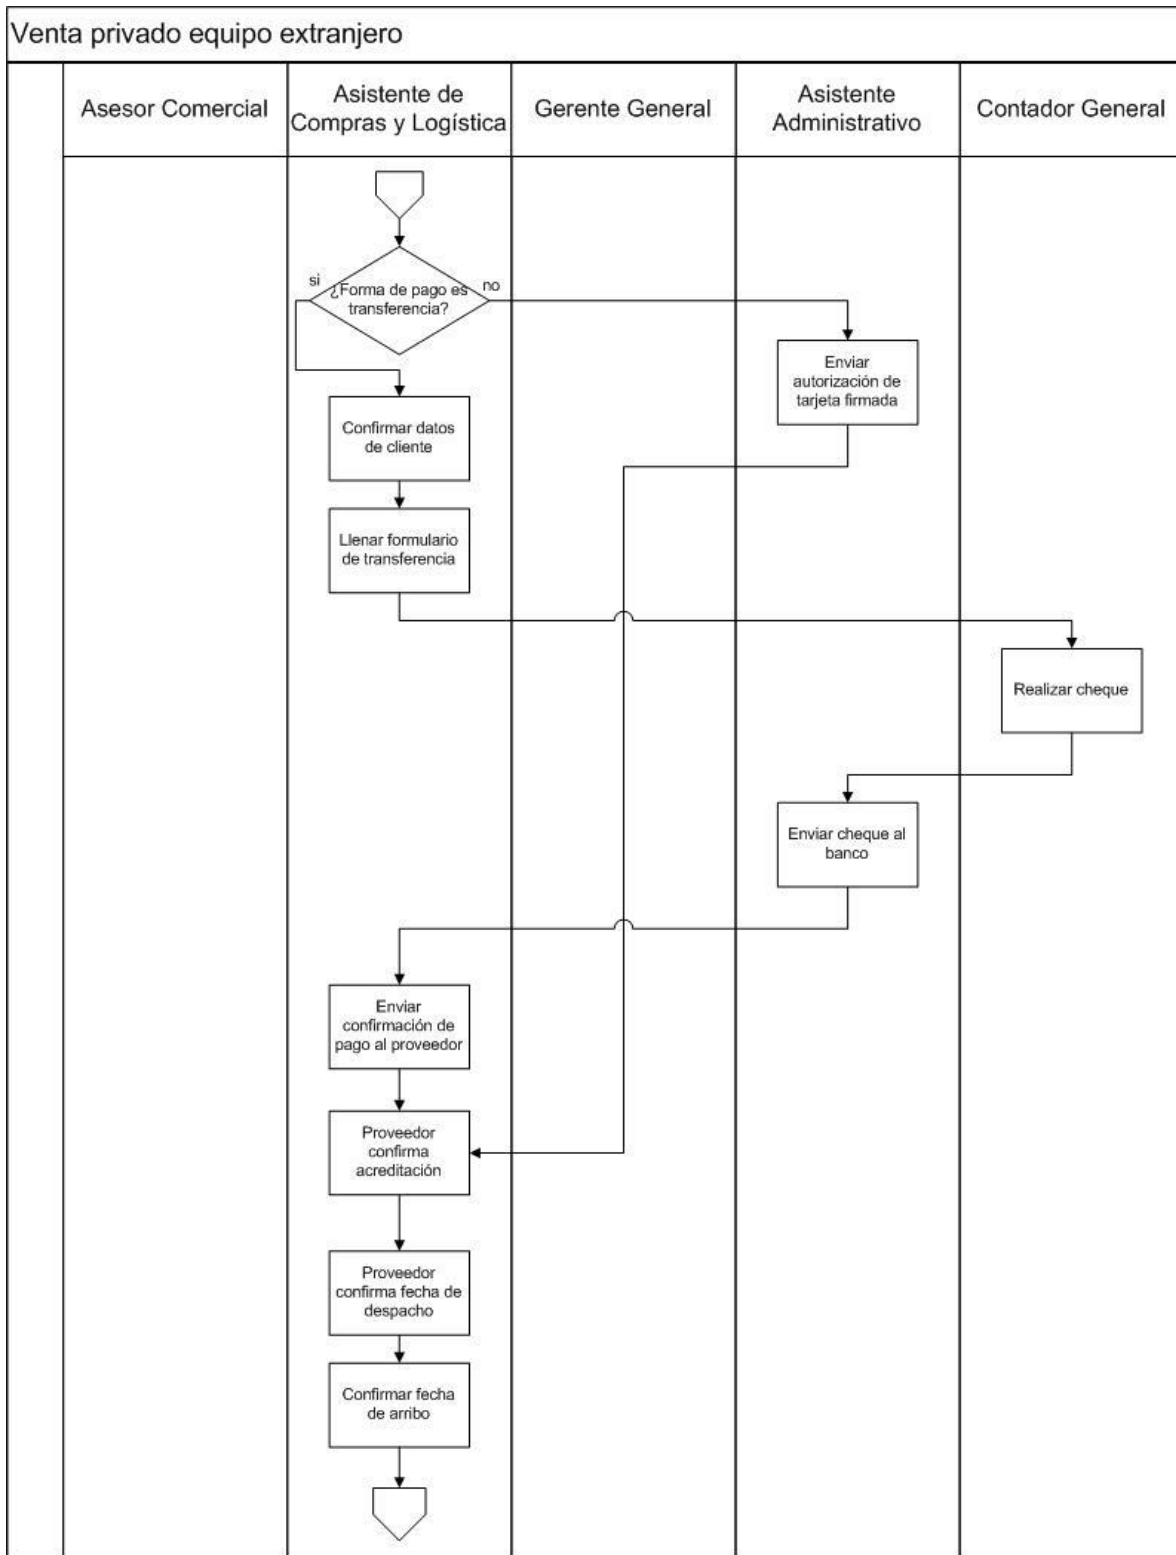 Venta privado equipo extranjero
Asesor Comercial
Asistente de
Compras y Logística
Gerente General
Asistente
Administrativo
Contador General
si
¿Forma de pago es
transferencia?
no
Enviar
autorización de
tarjeta firmada
Confirmar datos
de cliente
Llenar formulario
de transferencia
Realizar cheque
Enviar cheque al
banco
Enviar
confirmación de
pago al proveedor
Proveedor
confirma
acreditación
Proveedor
confirma fecha de
despacho
Confirmar fecha
de arribo